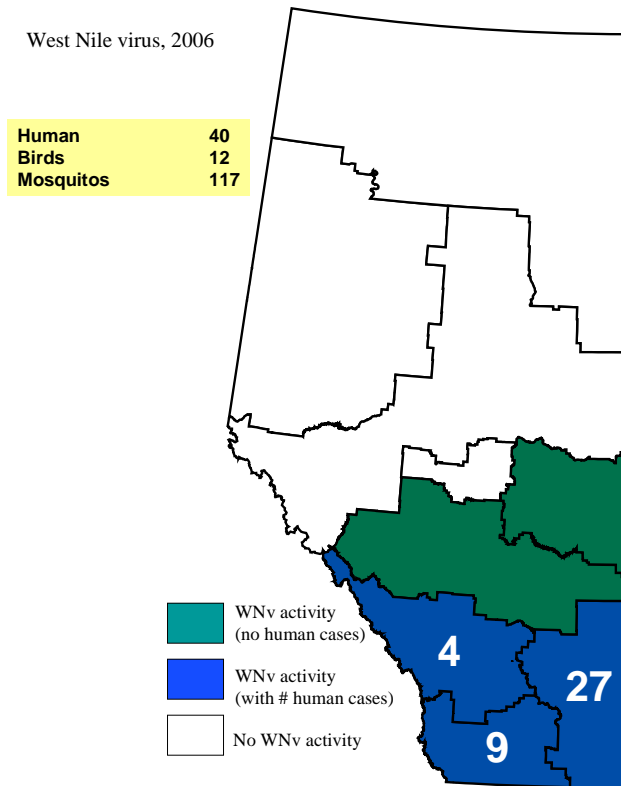 West Nile virus, 2006
Human 40
Birds 12
Mosquitos 117
WNv activity
(no human cases)
WNv activity
(with # human cases)
No WNv activity
4
27
9